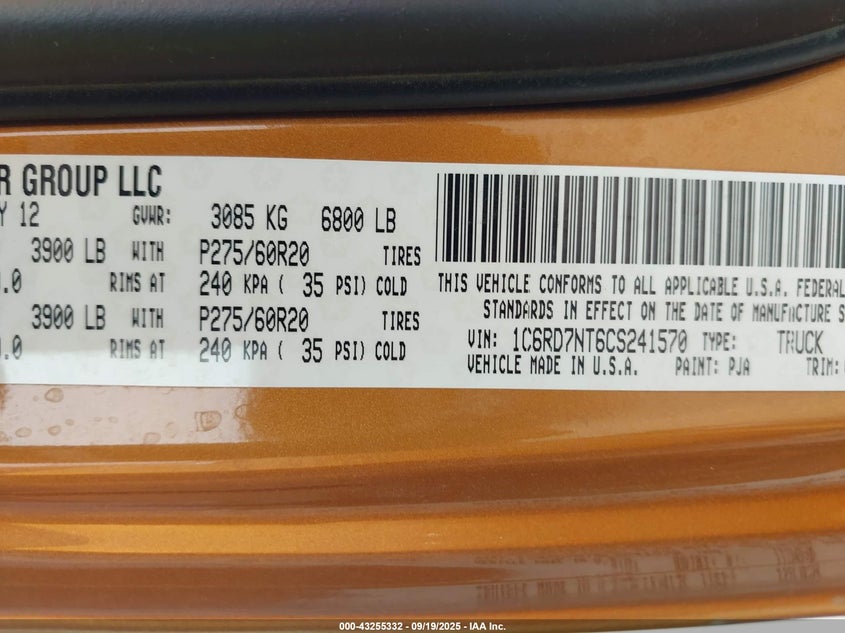 R GROUP LLC
Y 12 GVWR: 3085 KG 6800 LB
3900 LB WITH P275/60R20 TIRES
.0 RIMS AT 240 KPA ( 35 PSI) COLD
3900 LB WITH P275/60R20 TIRES
.0 RIMS AT 240 KPA ( 35 PSI) COLD
THIS VEHICLE CONFORMS TO ALL APPLICABLE U.S.A. FEDERAL
STANDARDS IN EFFECT ON THE DATE OF MANUFACTURE S
VIN: 1C6RD7NT6CS241570 TYPE: TRUCK
VEHICLE MADE IN U.S.A. PAINT: PJA TRIM:
000-43255332 - 09/19/2025 - IAA Inc.